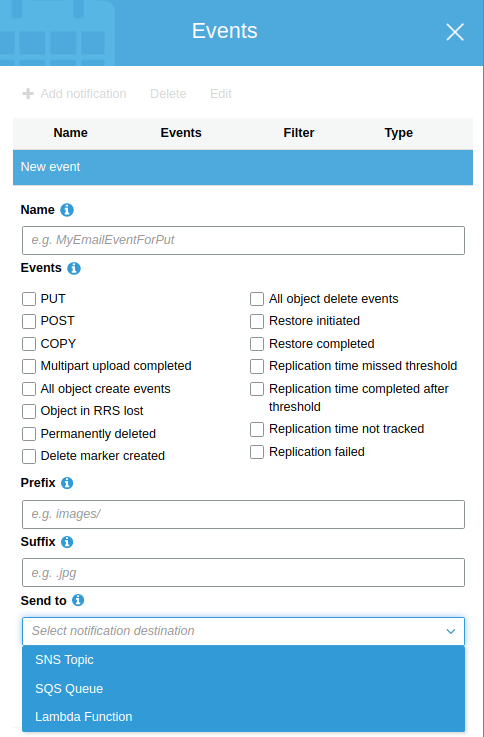 Events
Add notification Delete Edit
Name Events Filter Type
New event
Name
e.g. MyEmailEventForPut
Events
PUT
POST
COPY
Multipart upload completed
All object create events
Object in RRS lost
Permanently deleted
Delete marker created
All object delete events
Restore initiated
Restore completed
Replication time missed threshold
Replication time completed after
threshold
Replication time not tracked
Replication failed
Prefix
e.g. images/
Suffix
e.g. .jpg
Send to
Select notification destination
SNS Topic
SQS Queue
Lambda Function